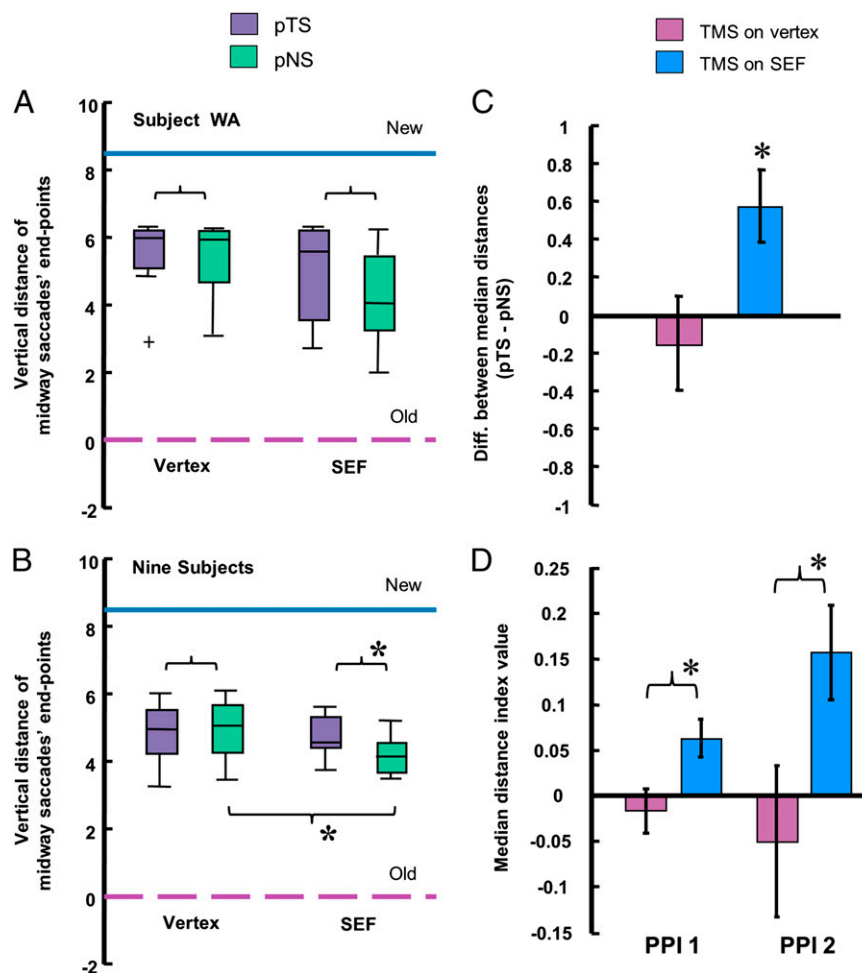 pTS
pNS
TMS on vertex
TMS on SEF
A
Vertical distance of
midway saccades' end-points
10
8
6
4
2
0
-2
Subject WA
New
Old
Vertex
SEF
+
B
Vertical distance of
midway saccades' end-points
10
8
6
4
2
0
-2
Nine Subjects
New
*
*
Old
Vertex
SEF
C
Diff. between median distances
(pTS - pNS)
1
0.8
0.6
0.4
0.2
0
-0.2
-0.4
-0.6
-0.8
-1
*
D
Median distance index value
0.25
0.2
0.15
0.1
0.05
0
-0.05
-0.1
-0.15
*
*
PPI 1
PPI 2